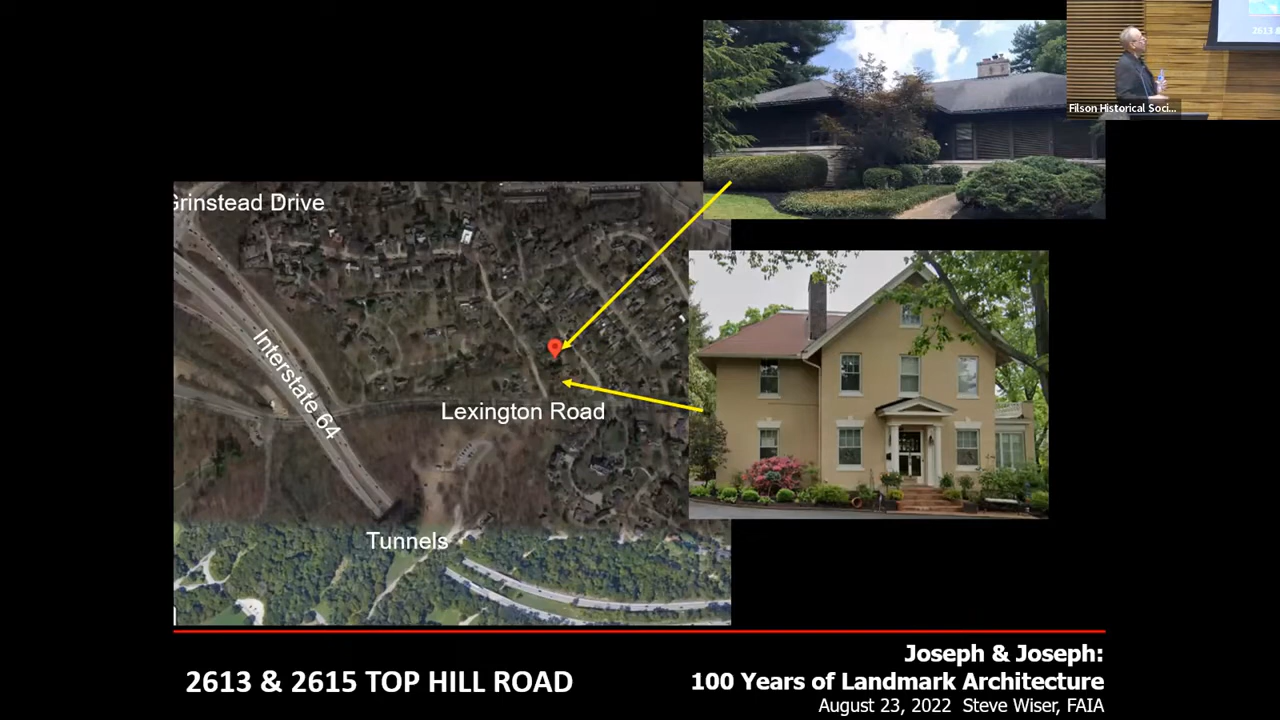 2613 &
Filson Historical Soci...
Grinstead Drive
Interstate 64
Lexington Road
Tunnels
2613 & 2615 TOP HILL ROAD
Joseph & Joseph:
100 Years of Landmark Architecture
August 23, 2022 Steve Wiser, FAIA